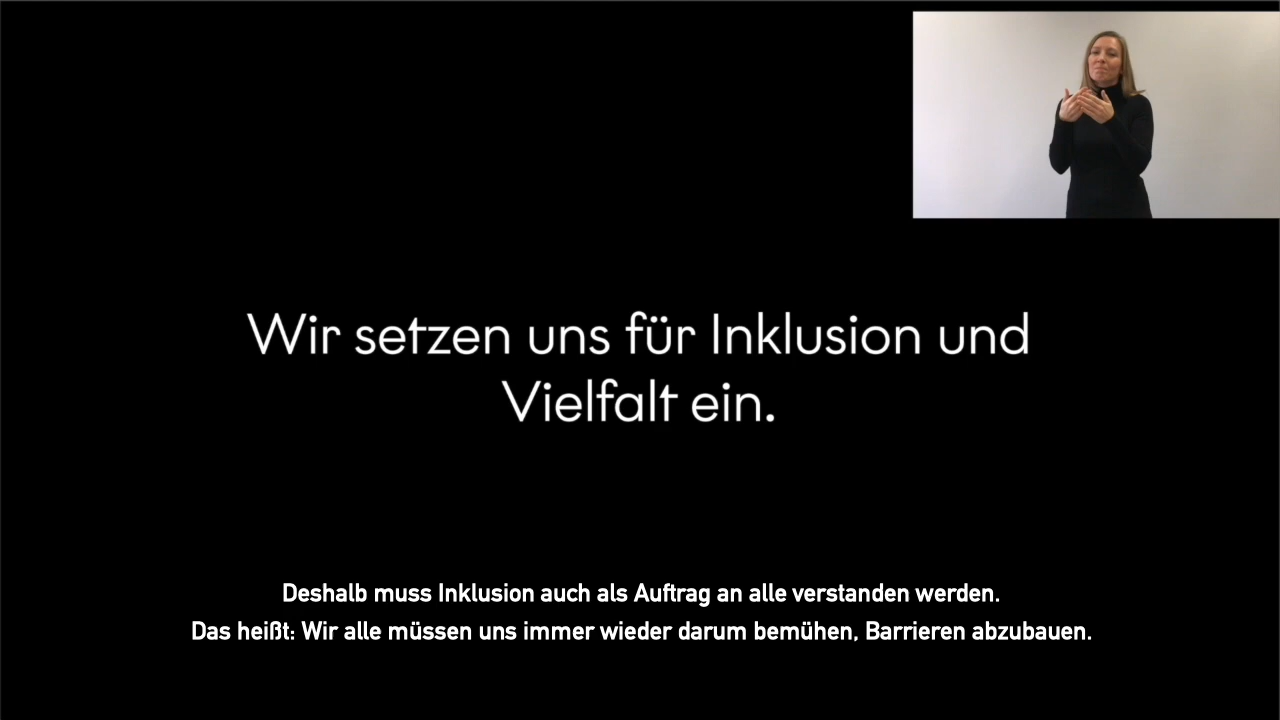 Wir setzen uns für Inklusion und
Vielfalt ein.
Deshalb muss Inklusion auch als Auftrag an alle verstanden werden.
Das heißt: Wir alle müssen uns immer wieder darum bemühen, Barrieren abzubauen.